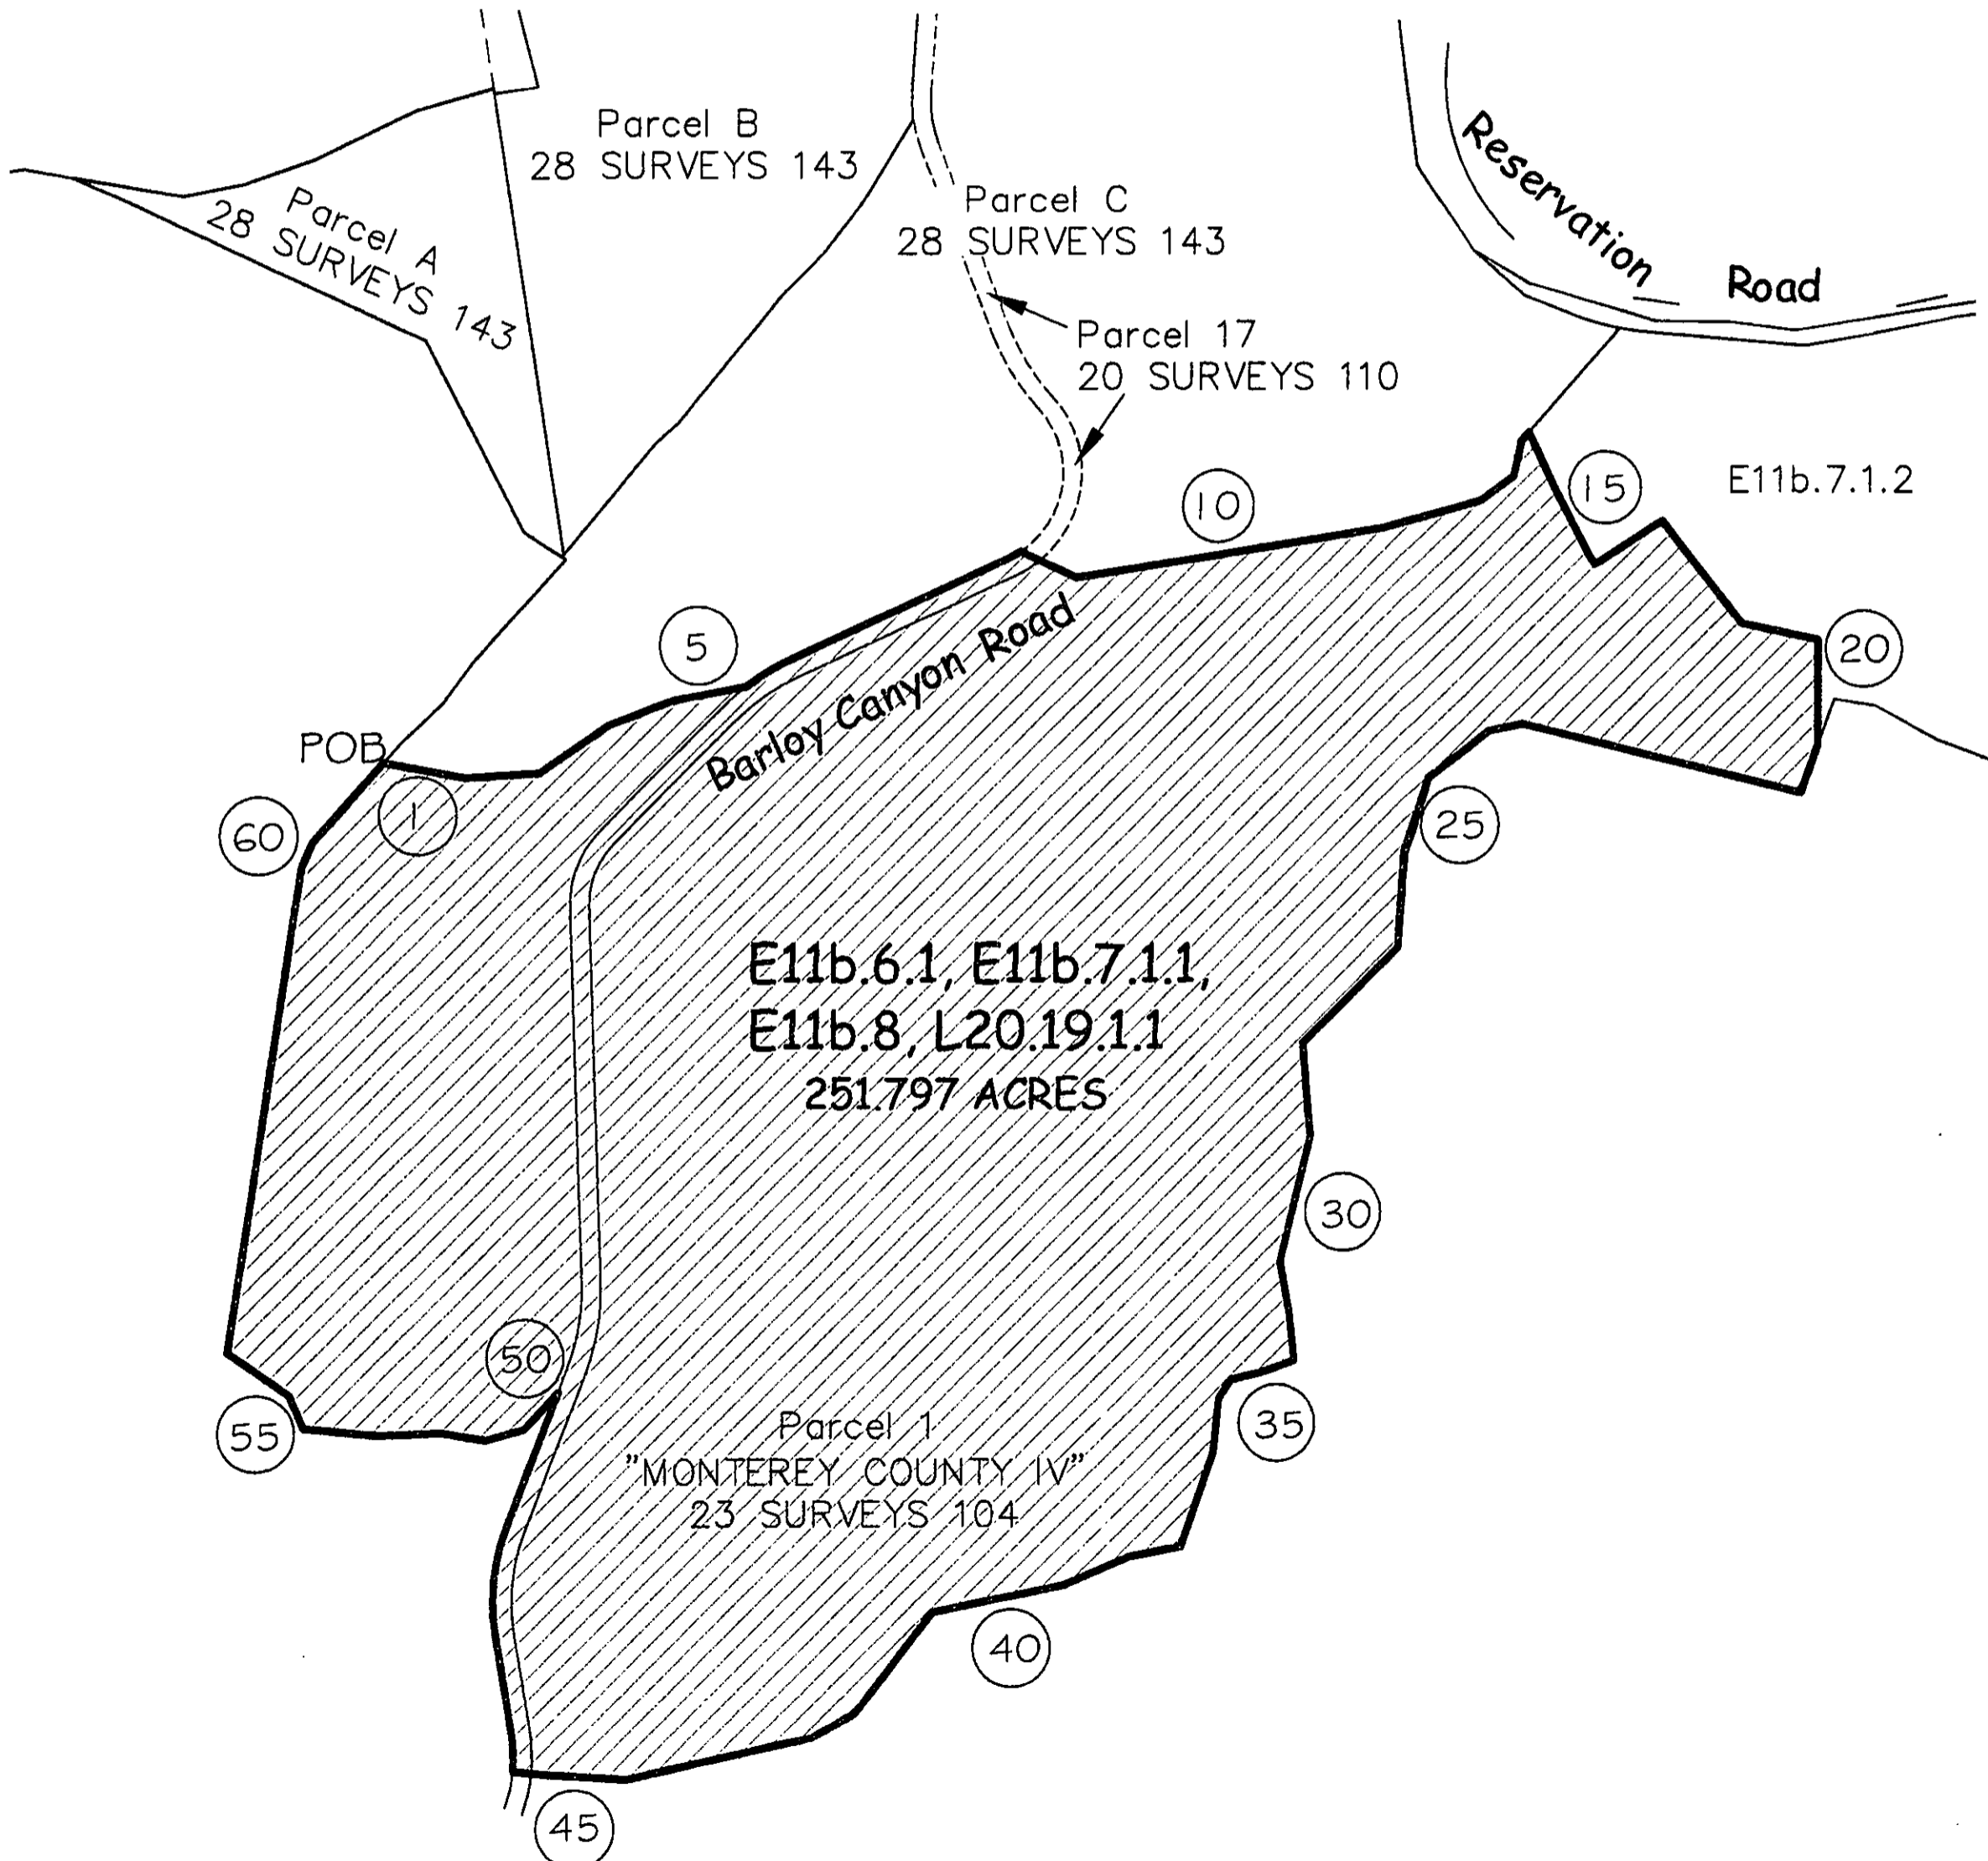 Parcel B
28 SURVEYS 143
Parcel A
28 SURVEYS 143
Parcel C
28 SURVEYS 143
Reservation Road
Parcel 17
20 SURVEYS 110
E11b.7.1.2
15
10
20
5
POB
1
60
Barloy Canyon Road
25
E11b.6.1, E11b.7.1.1,
E11b.8, L20.19.1.1
251.797 ACRES
30
50
55
35
Parcel 1
"MONTEREY COUNTY IV"
23 SURVEYS 104
40
45